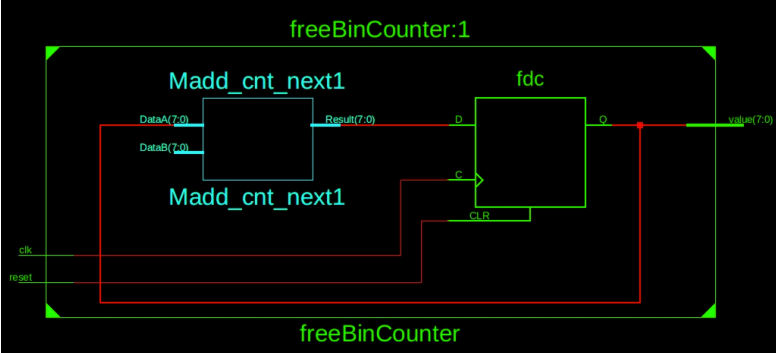 freeBinCounter:1
Madd_cnt_next1
fdc
DataA(7:0)
Result(7:0)
D
Q
value(7:0)
DataB(7:0)
C
Madd_cnt_next1
CLR
clk
reset
freeBinCounter